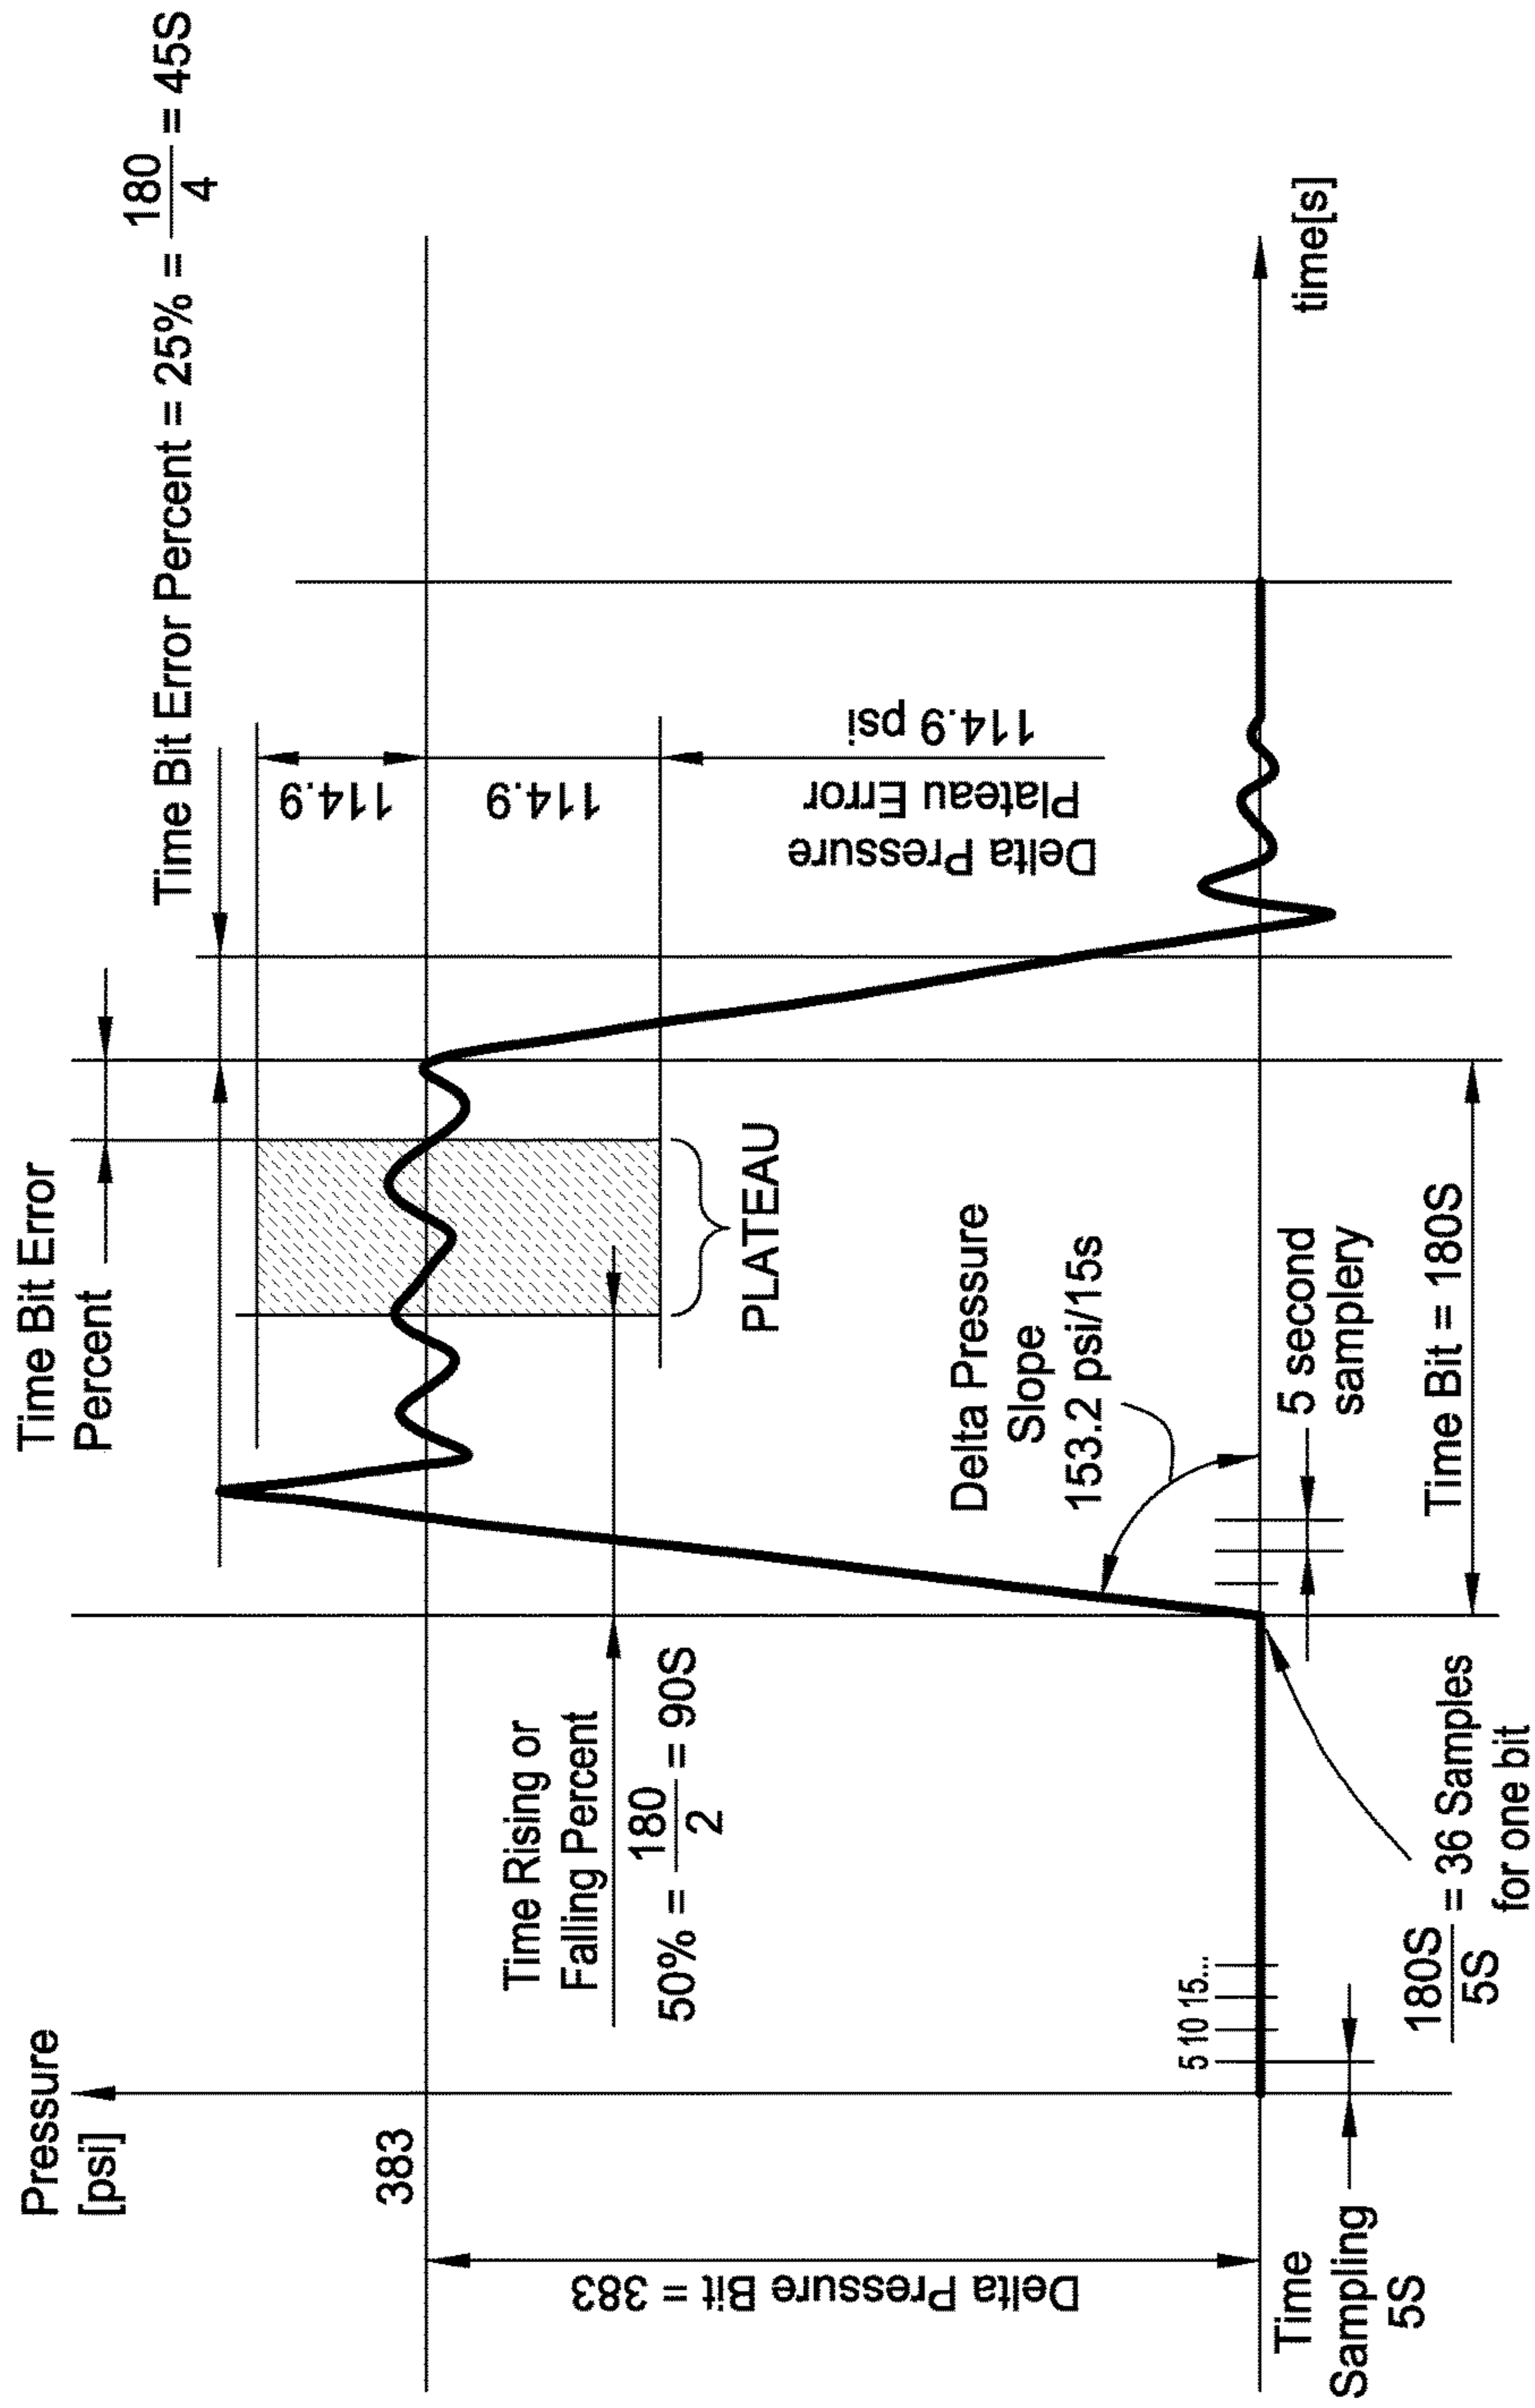 Pressure
[psi]
383
Delta Pressure Bit = 383
Time
Sampling
5S
5 10 15...
180S
5S
= 36 Samples
for one bit
Time Rising or
Falling Percent
50% = 180
2
= 90S
Time Bit Error
Percent
Time Bit Error Percent = 25% = 180
4
= 45S
114.9
114.9
Delta Pressure
Plateau Error
114.9 psi
PLATEAU
Delta Pressure
Slope
153.2 psi/15s
5 second
samplery
Time Bit = 180S
time[s]